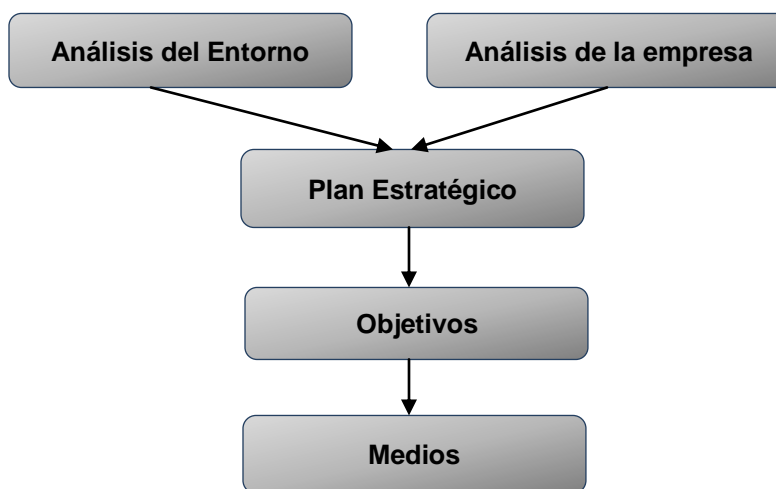 Análisis del Entorno
Análisis de la empresa
Plan Estratégico
Objetivos
Medios